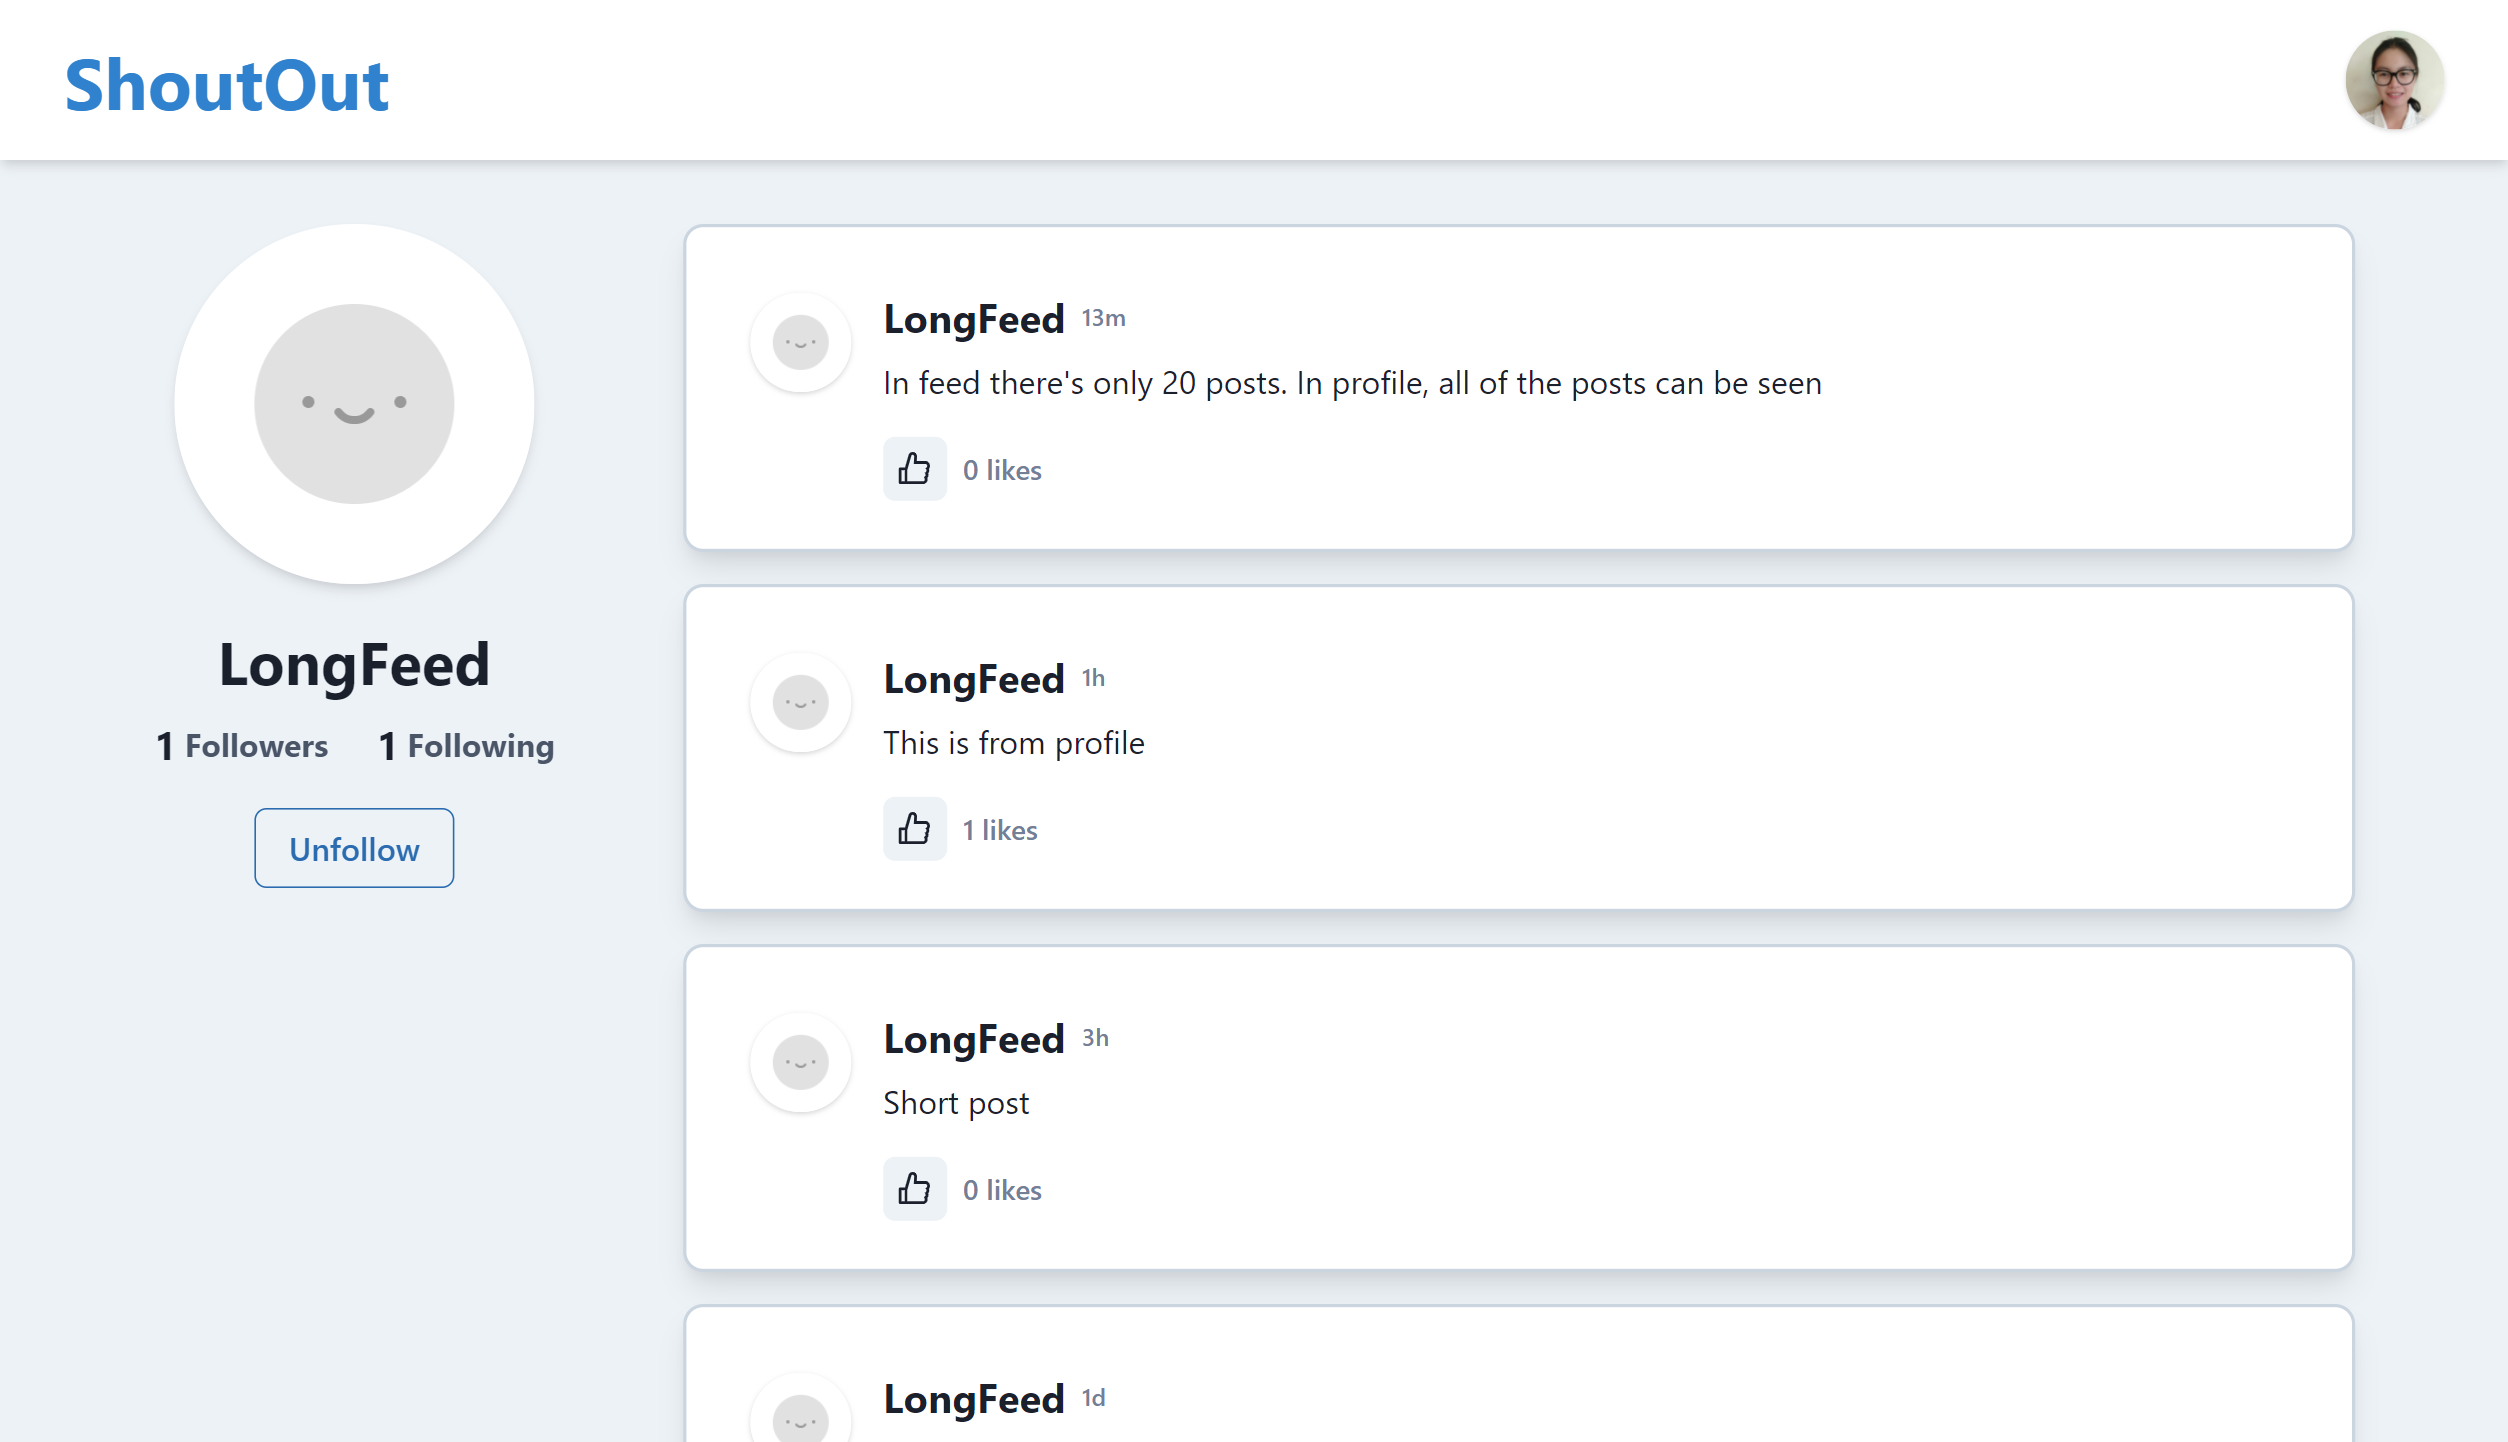 ShoutOut
LongFeed
1 Followers 1 Following
Unfollow
LongFeed 13m
In feed there's only 20 posts. In profile, all of the posts can be seen
0 likes
LongFeed 1h
This is from profile
1 likes
LongFeed 3h
Short post
0 likes
LongFeed 1d